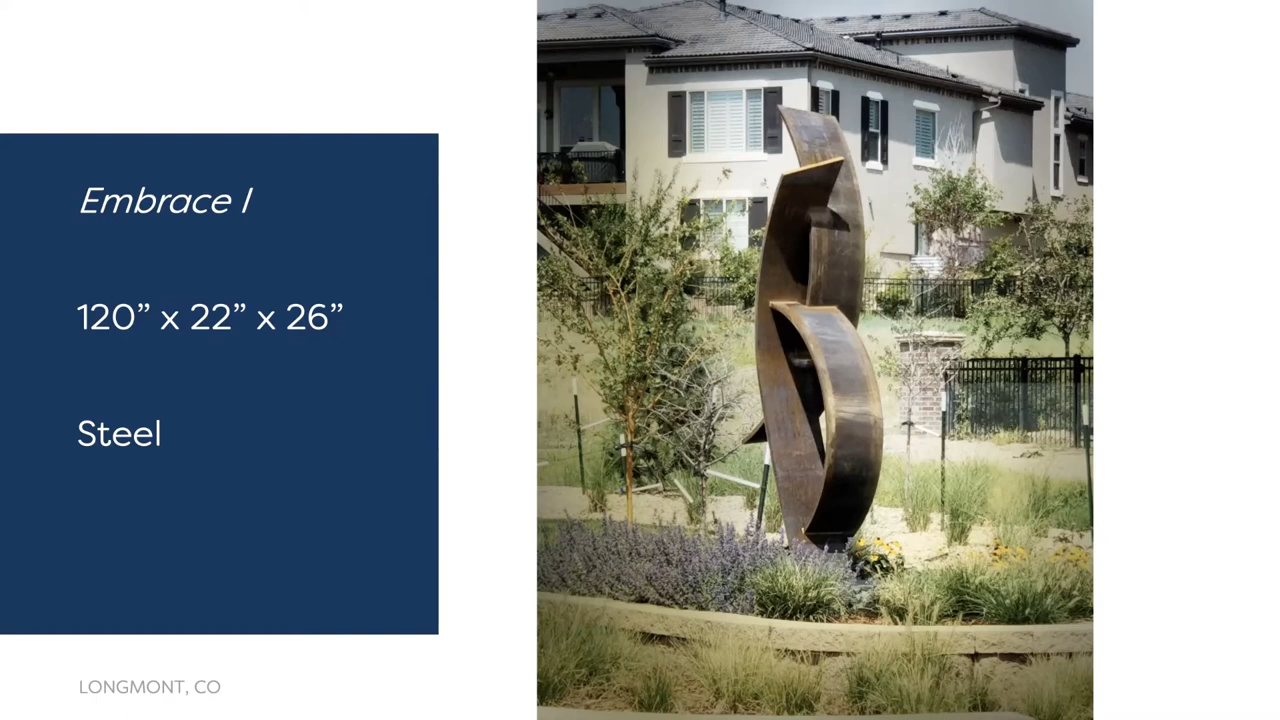 Embrace I
120” x 22” x 26”
Steel
LONGMONT, CO